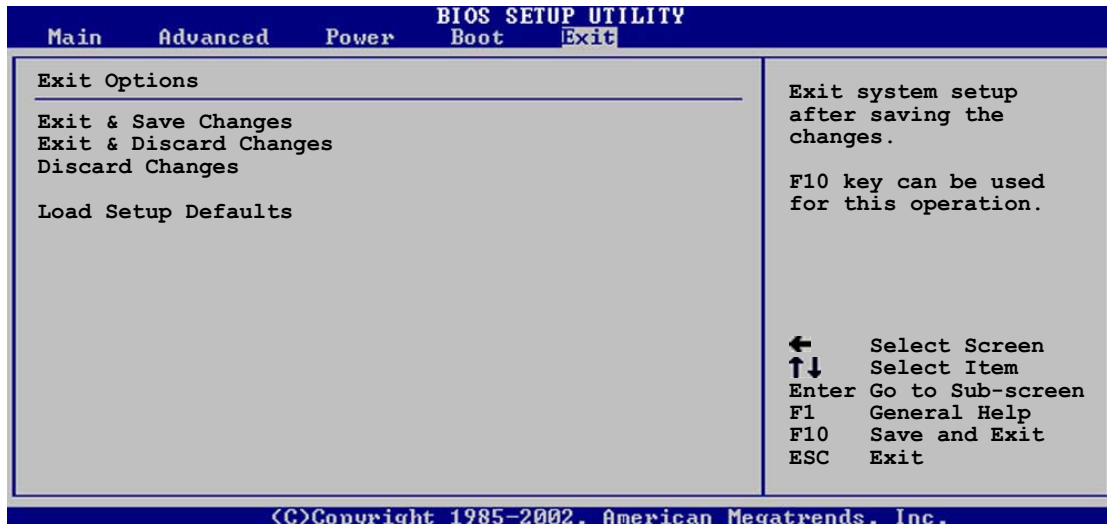 BIOS SETUP UTILITY
Main Advanced Power Boot Exit
Exit Options
Exit & Save Changes
Exit & Discard Changes
Discard Changes
Load Setup Defaults
Exit system setup
after saving the
changes.
F10 key can be used
for this operation.
← Select Screen
↑↓ Select Item
Enter Go to Sub-screen
F1 General Help
F10 Save and Exit
ESC Exit
(C)Copyright 1985-2002, American Megatrends, Inc.